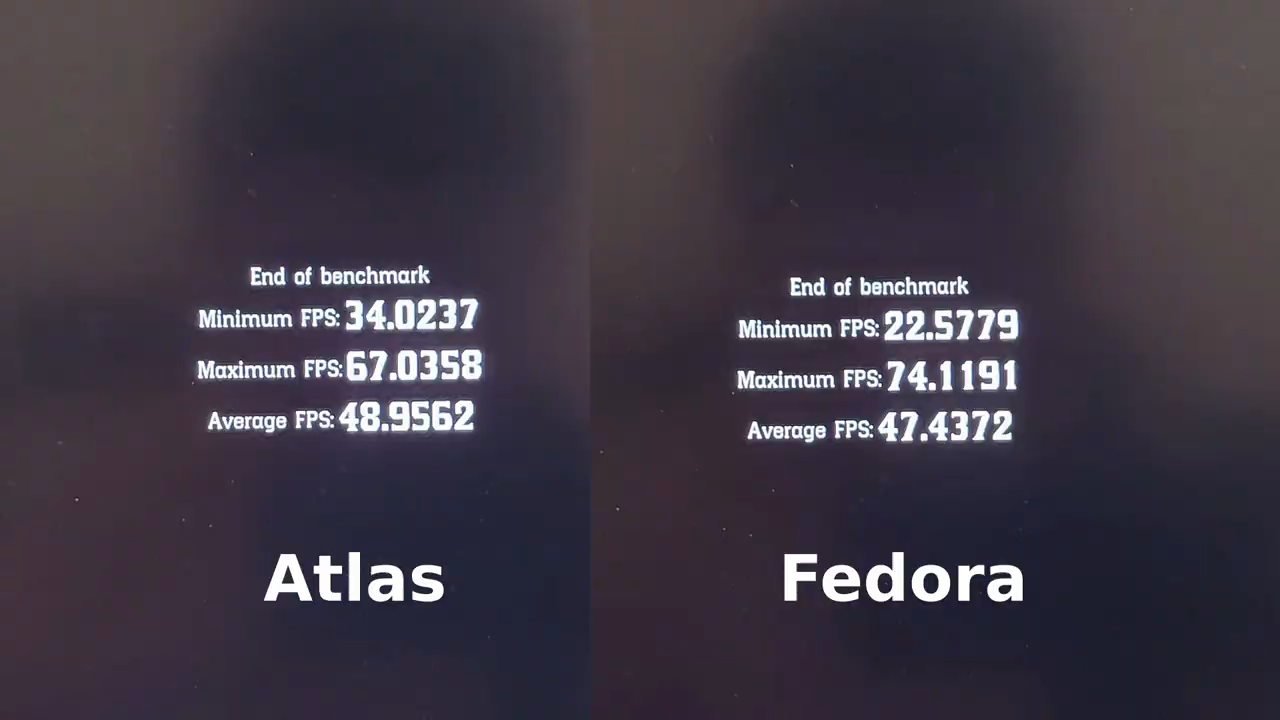 End of benchmark
Minimum FPS: 34.0237
Maximum FPS: 67.0358
Average FPS: 48.9562
Atlas
End of benchmark
Minimum FPS: 22.5779
Maximum FPS: 74.1191
Average FPS: 47.4372
Fedora